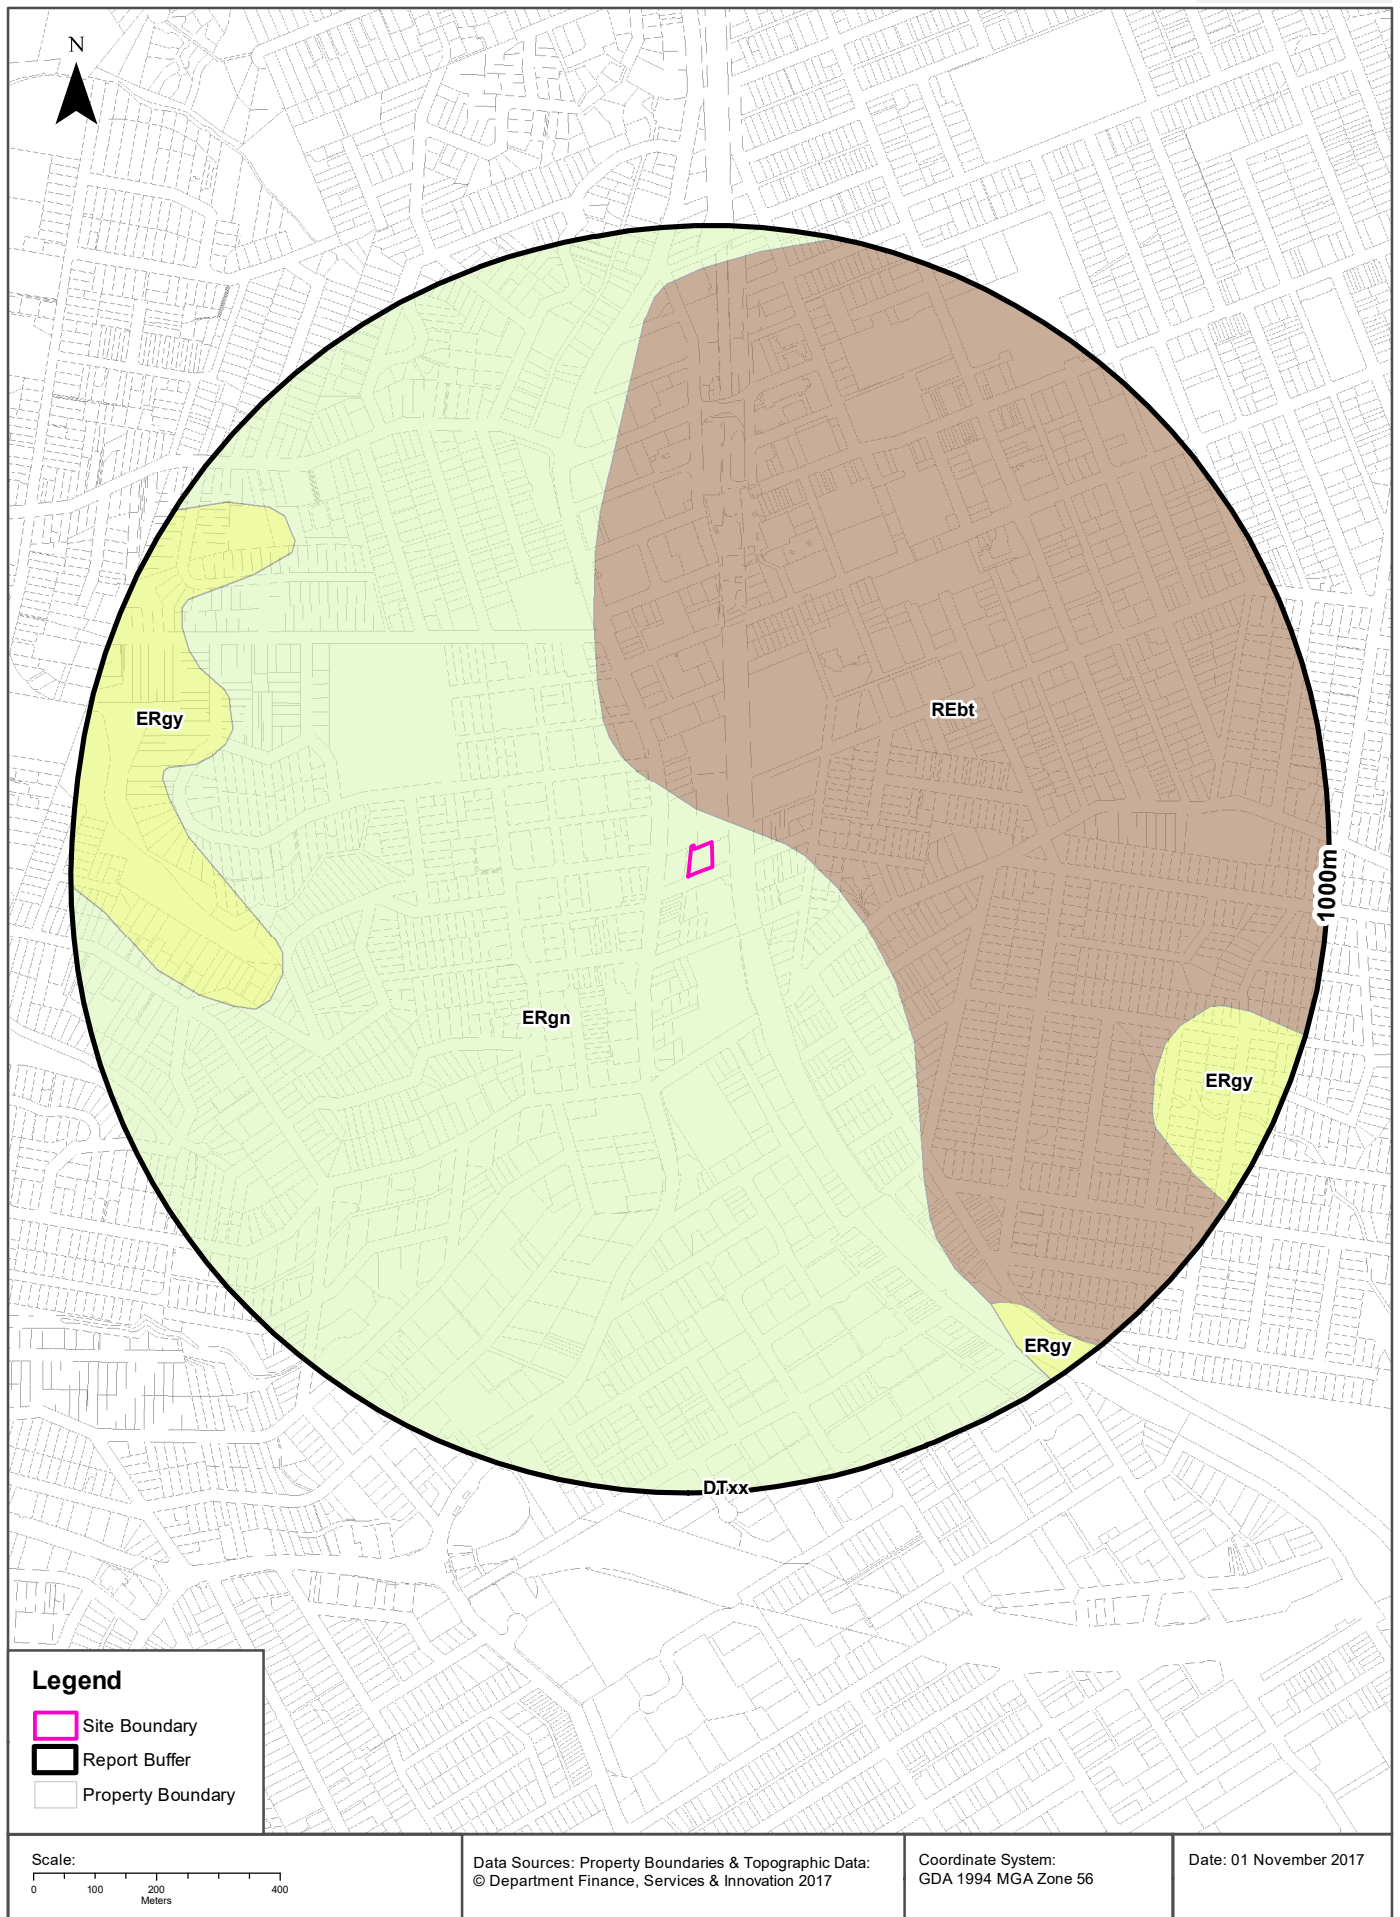 N
ERgy
REbt
1000m
ERgn
ERgy
ERgy
DTxx
Legend
Site Boundary
Report Buffer
Property Boundary
Scale:
0 100 200 400
Meters
Data Sources: Property Boundaries & Topographic Data:
© Department Finance, Services & Innovation 2017
Coordinate System:
GDA 1994 MGA Zone 56
Date: 01 November 2017